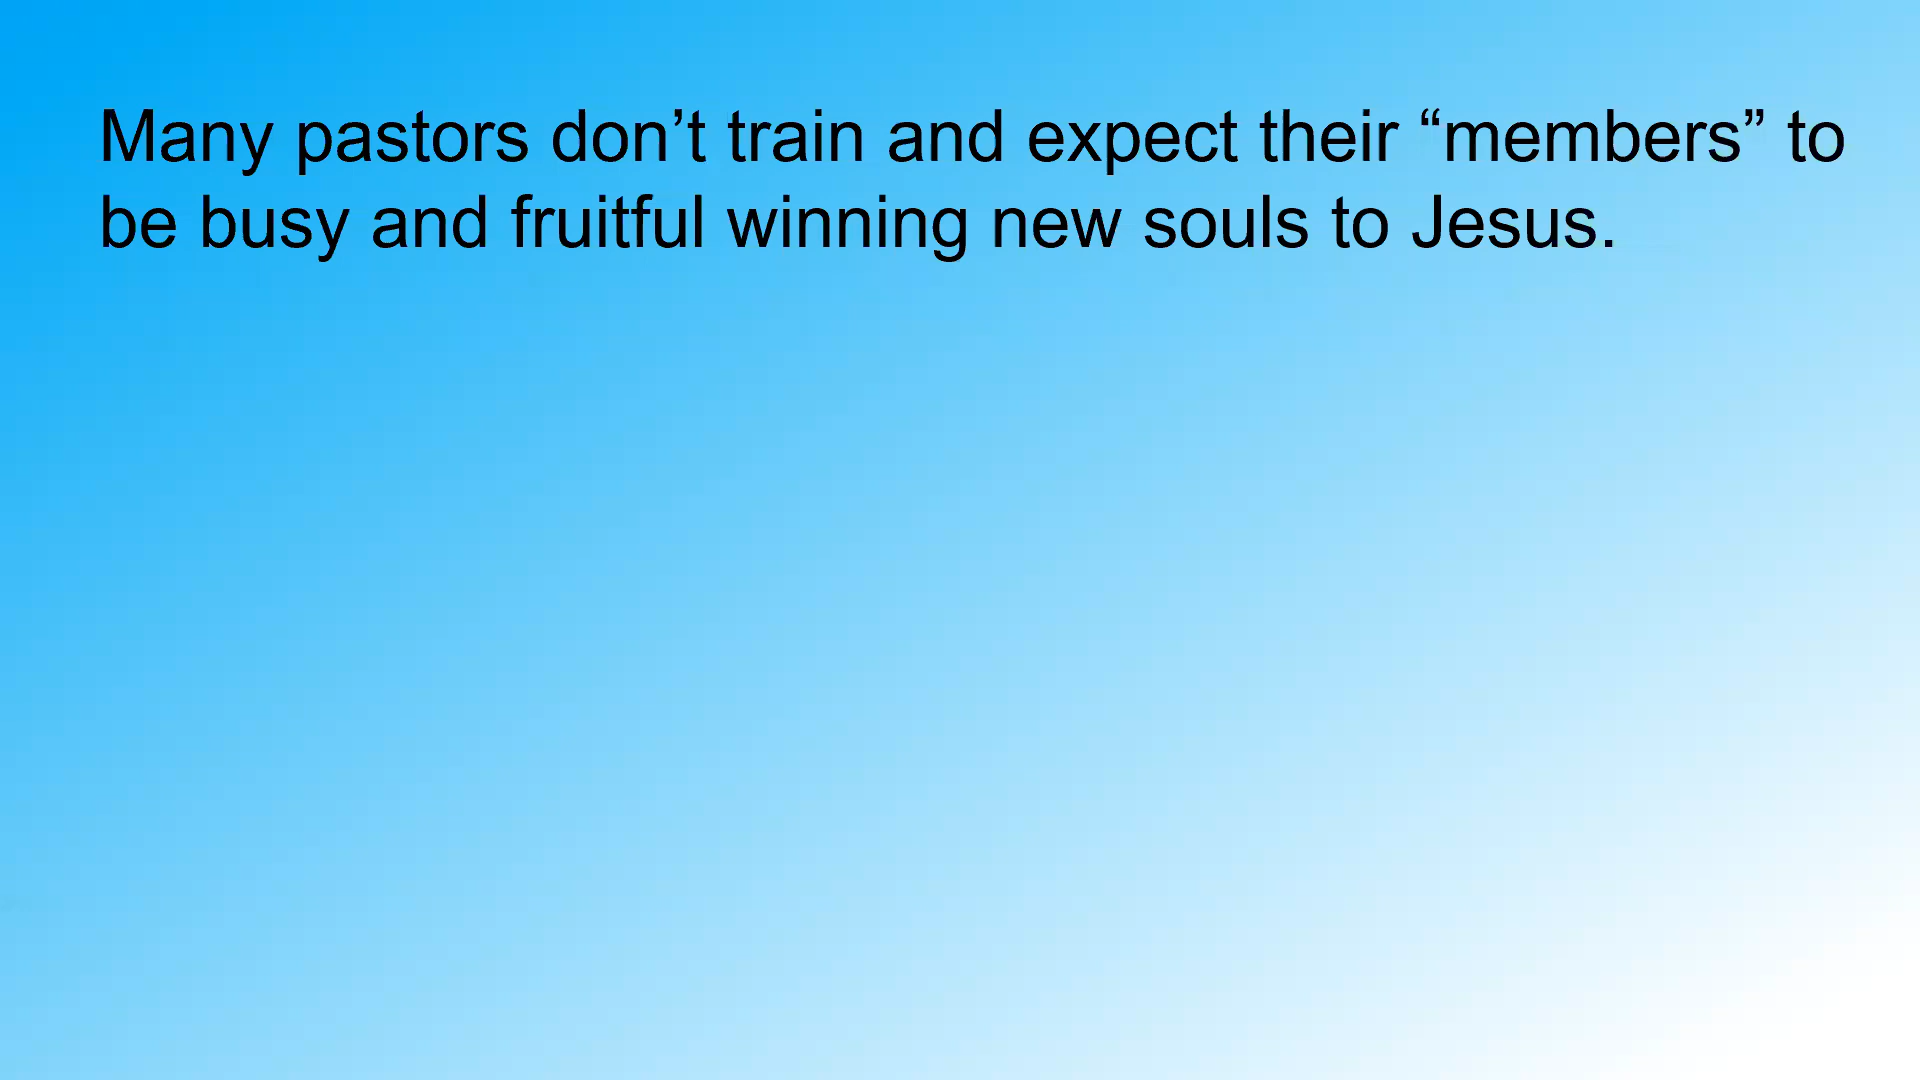 Many pastors don’t train and expect their “members” to
be busy and fruitful winning new souls to Jesus.